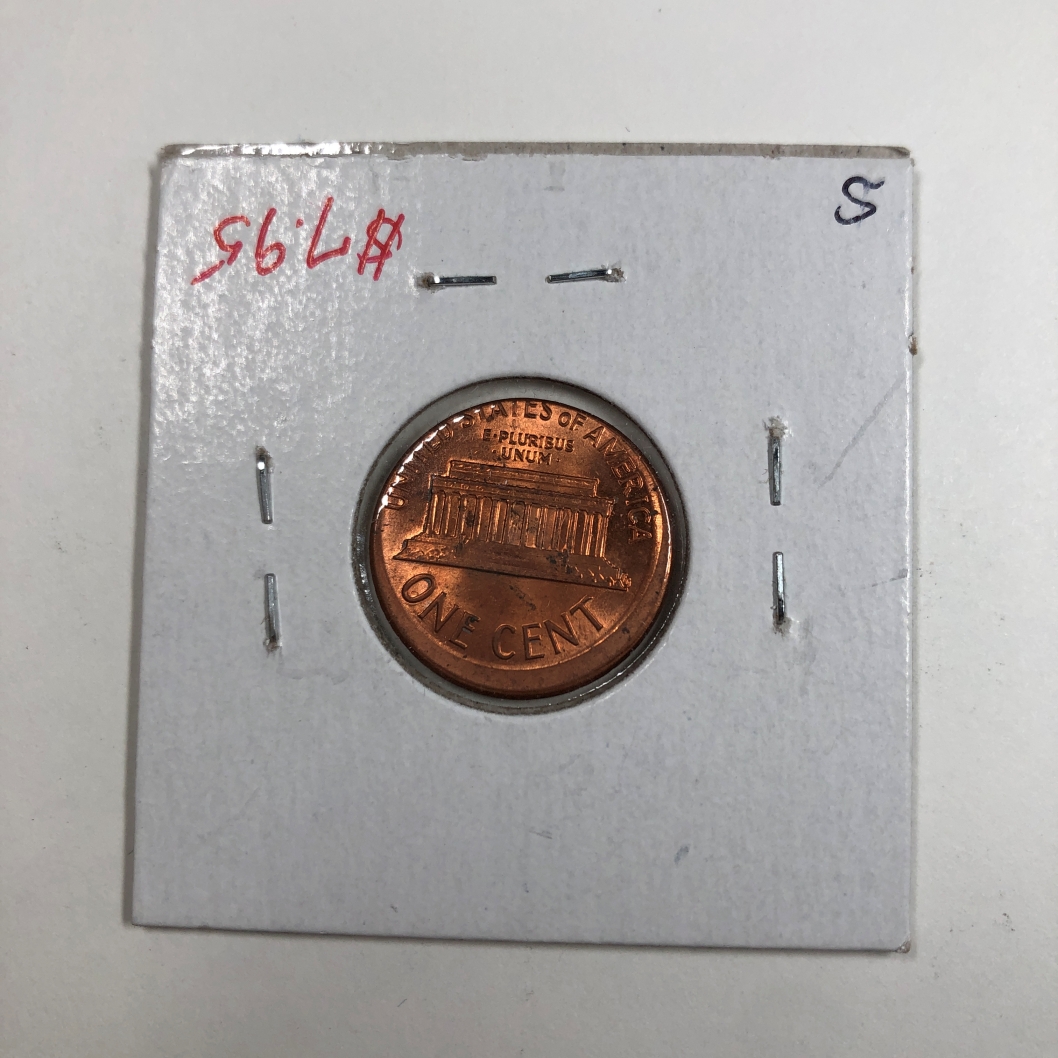 $7.95
S
UNITED STATES OF AMERICA
E·PLURIBUS
·UNUM·
ONE CENT